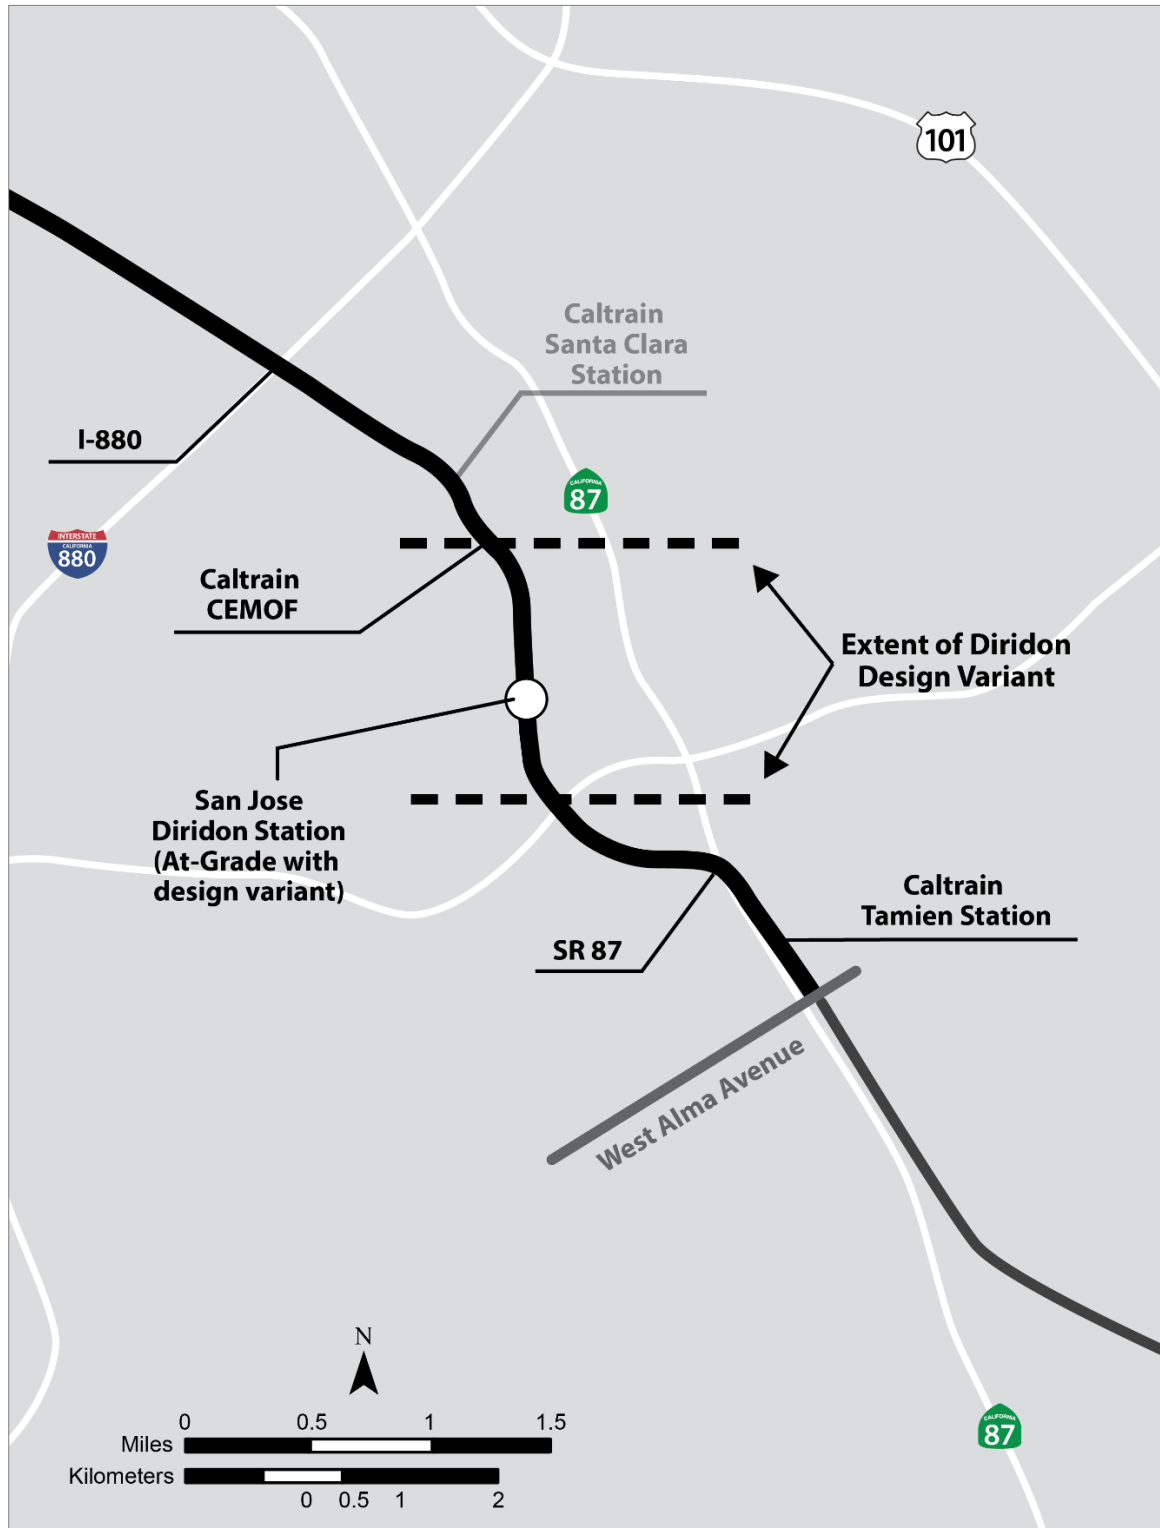 101
Caltrain
Santa Clara
Station
I-880
CALIFORNIA
87
INTERSTATE
CALIFORNIA
880
Caltrain
CEMOF
Extent of Diridon
Design Variant
San Jose
Diridon Station
(At-Grade with
design variant)
Caltrain
Tamien Station
SR 87
West Alma Avenue
N
0 0.5 1 1.5
Miles
Kilometers
0 0.5 1 2
CALIFORNIA
87